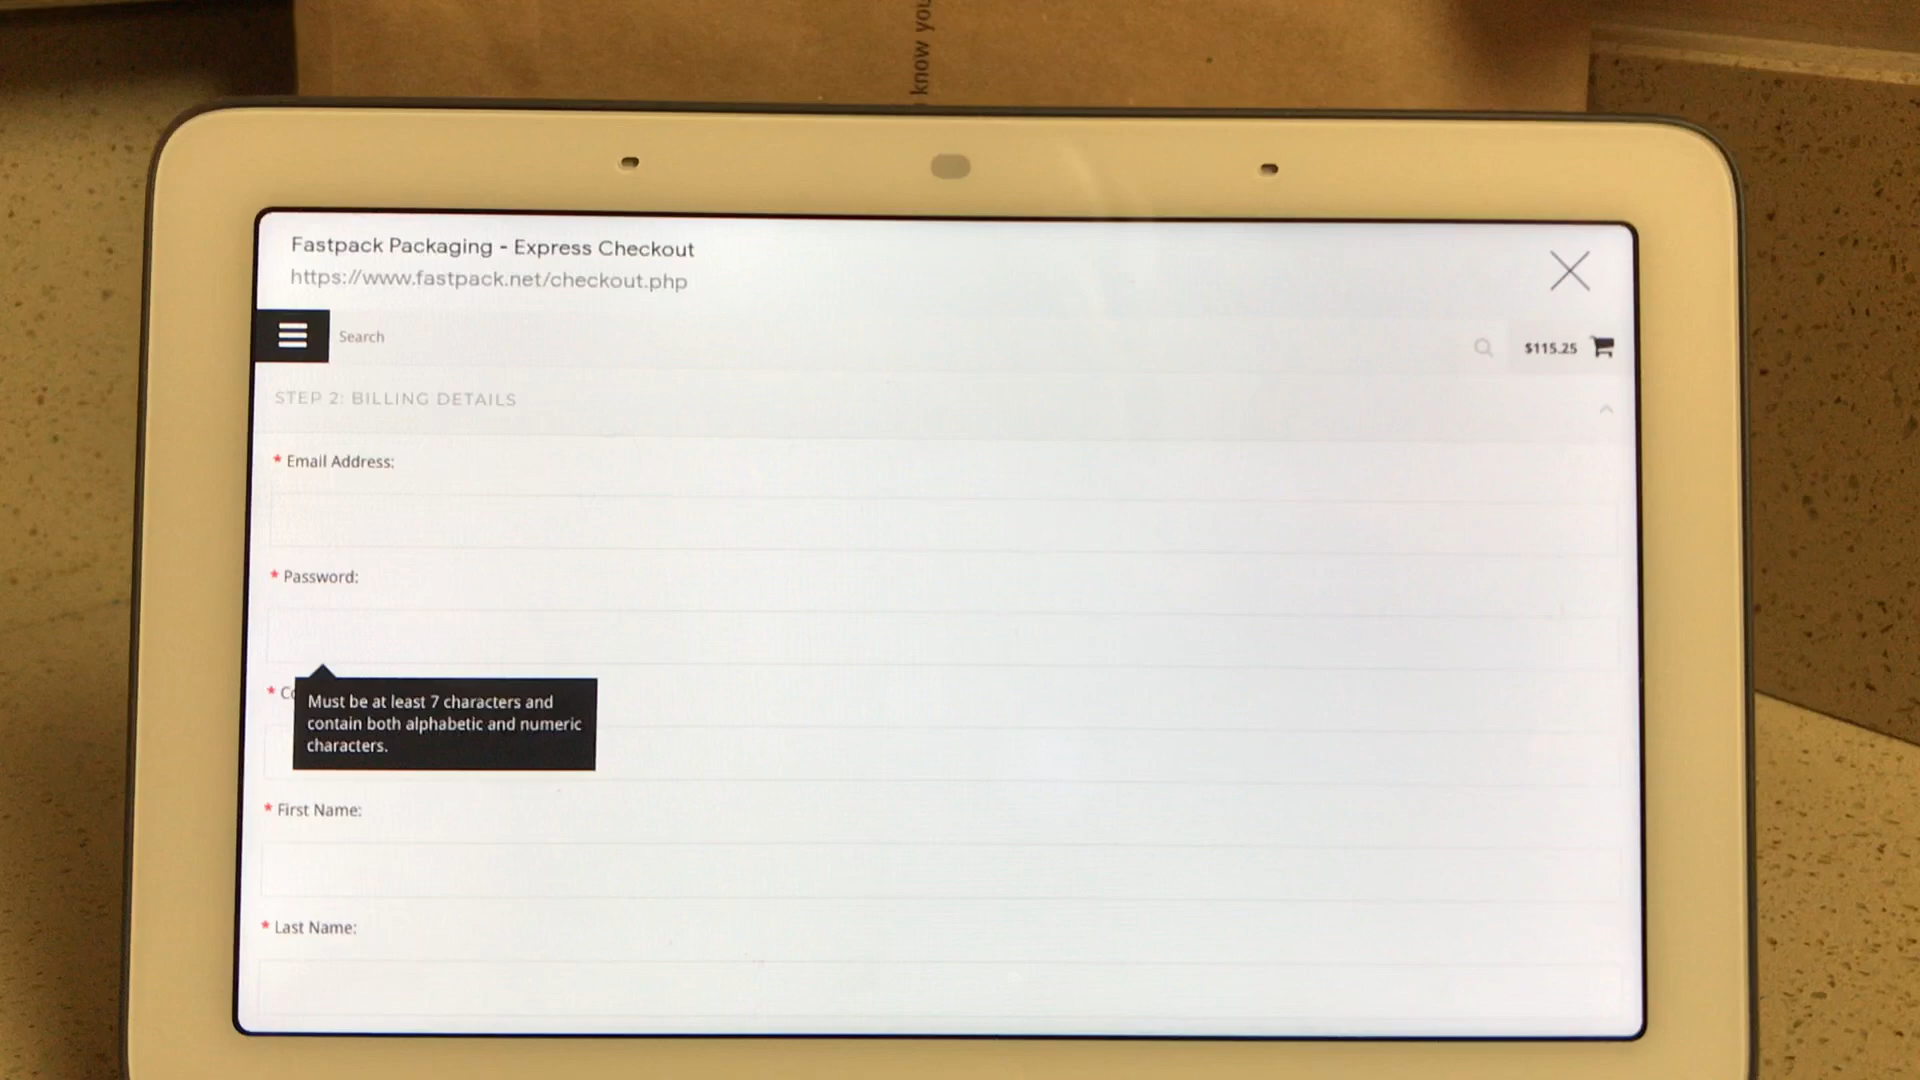 know you
Fastpack Packaging - Express Checkout
https://www.fastpack.net/checkout.php
Search
$115.25
STEP 2: BILLING DETAILS
* Email Address:
* Password:
* Co
Must be at least 7 characters and
contain both alphabetic and numeric
characters.
* First Name:
* Last Name: